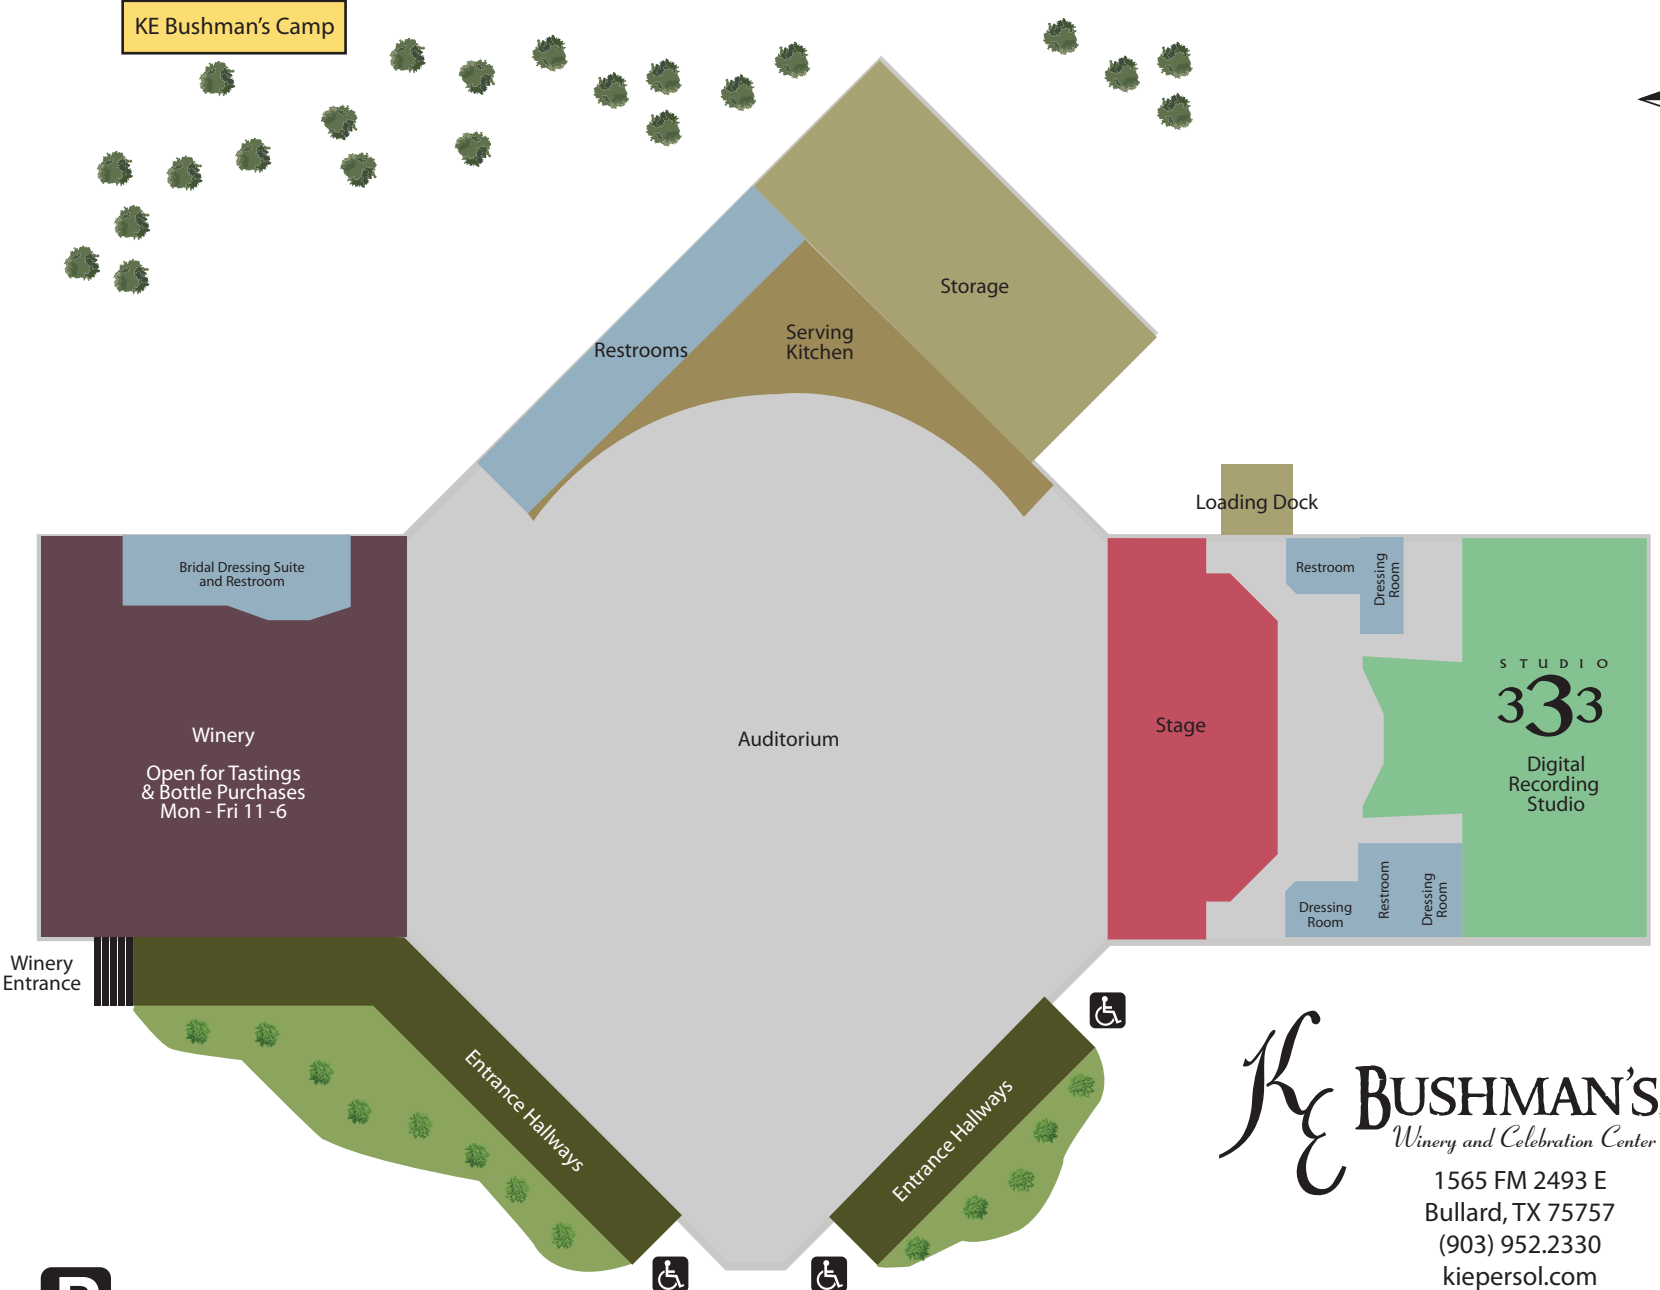 KE Bushman's Camp
Storage
Serving
Kitchen
Restrooms
Loading Dock
Bridal Dressing Suite
and Restroom
Restroom
Dressing
Room
STUDIO
333
Digital
Recording
Studio
Winery
Open for Tastings
& Bottle Purchases
Mon - Fri 11 -6
Auditorium
Stage
Dressing
Room
Restroom
Dressing
Room
Winery
Entrance
Entrance Hallways
Entrance Hallways
KE BUSHMAN'S
Winery and Celebration Center
1565 FM 2493 E
Bullard, TX 75757
(903) 952.2330
kiepersol.com